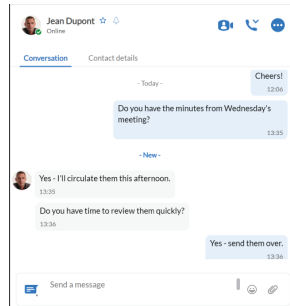 Jean Dupont
Online
Conversation Contact details
- Today -
Cheers!
12:06
Do you have the minutes from Wednesday's
meeting?
13:35
- New -
Yes - I'll circulate them this afternoon.
13:35
Do you have time to review them quickly?
13:36
Yes - send them over.
13:36
Send a message